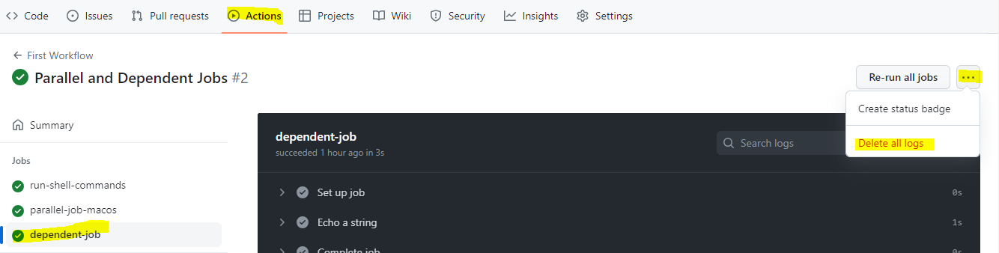 Code Issues Pull requests Actions Projects Wiki Security Insights Settings
First Workflow
Parallel and Dependent Jobs #2
Re-run all jobs ...
Create status badge
Delete all logs
Summary
Jobs
run-shell-commands
parallel-job-macos
dependent-job
dependent-job
succeeded 1 hour ago in 3s
Search logs
Set up job 0s
Echo a string 1s
Complete job 0s